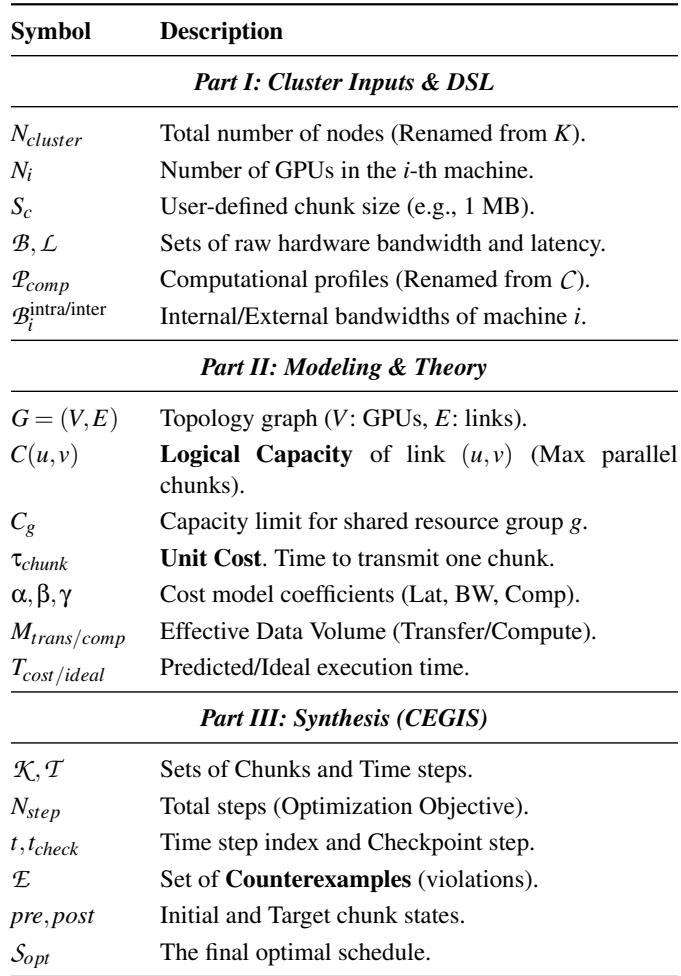 Symbol Description
Part I: Cluster Inputs & DSL
N_cluster Total number of nodes (Renamed from K).
N_i Number of GPUs in the i-th machine.
S_c User-defined chunk size (e.g., 1 MB).
ℬ, ℒ Sets of raw hardware bandwidth and latency.
𝒫_comp Computational profiles (Renamed from 𝒞).
ℬ_i^intra/inter Internal/External bandwidths of machine i.
Part II: Modeling & Theory
G = (V, E) Topology graph (V: GPUs, E: links).
C(u, v) Logical Capacity of link (u, v) (Max parallel
chunks).
C_g Capacity limit for shared resource group g.
τ_chunk Unit Cost. Time to transmit one chunk.
α, β, γ Cost model coefficients (Lat, BW, Comp).
M_trans/comp Effective Data Volume (Transfer/Compute).
T_cost/ideal Predicted/Ideal execution time.
Part III: Synthesis (CEGIS)
𝒦, 𝒯 Sets of Chunks and Time steps.
N_step Total steps (Optimization Objective).
t, t_check Time step index and Checkpoint step.
ℰ Set of Counterexamples (violations).
pre, post Initial and Target chunk states.
𝒮_opt The final optimal schedule.